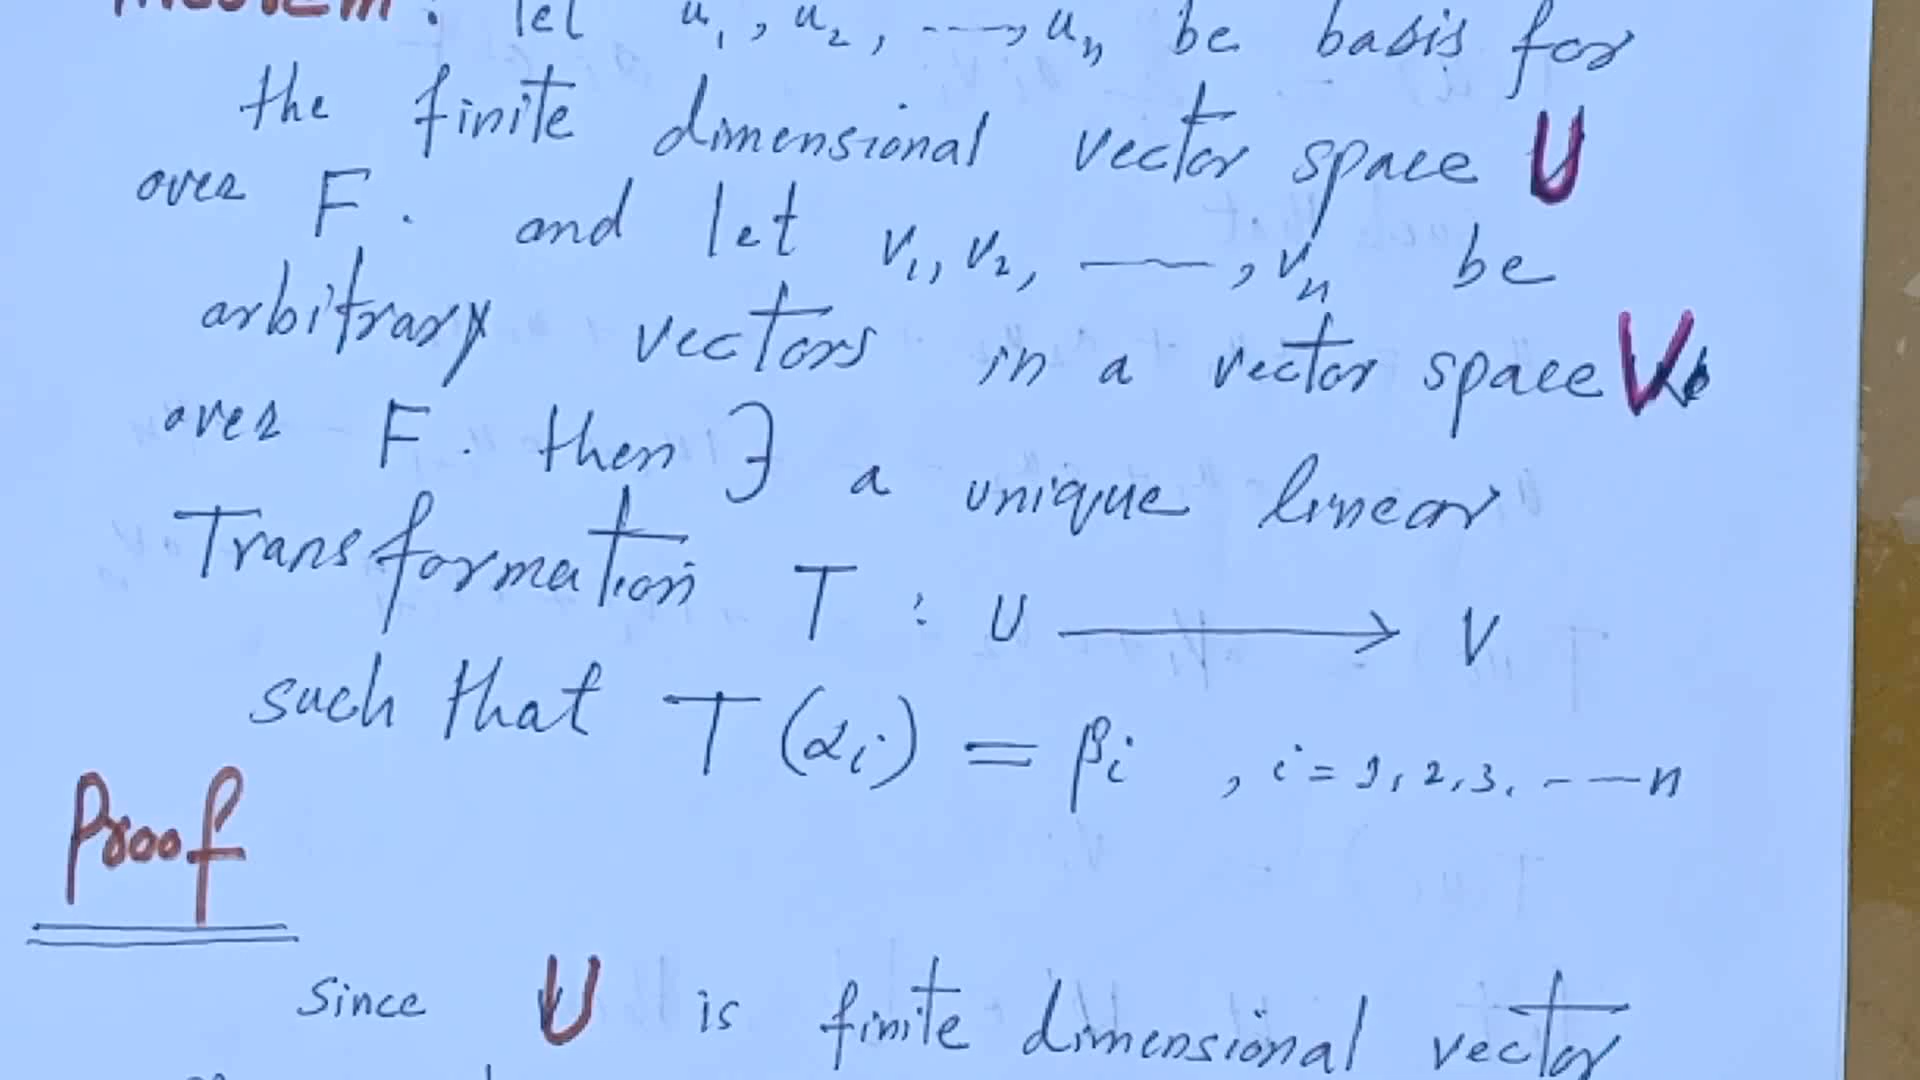 Theorem : let u₁, u₂, ---, uₙ be basis for
the finite dimensional vector space U
over F. and let v₁, v₂, ——, vₙ be
arbitrary vectors in a vector space V
over F. then ∃ a unique linear
Transformation T : U ⟶ V
such that T(αi) = βi , i = 1, 2, 3, --- n
Proof
Since U is finite dimensional vector